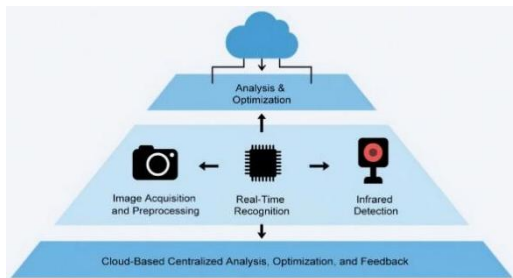 Analysis &
Optimization
Image Acquisition
and Preprocessing
Real-Time
Recognition
Infrared
Detection
Cloud-Based Centralized Analysis, Optimization, and Feedback